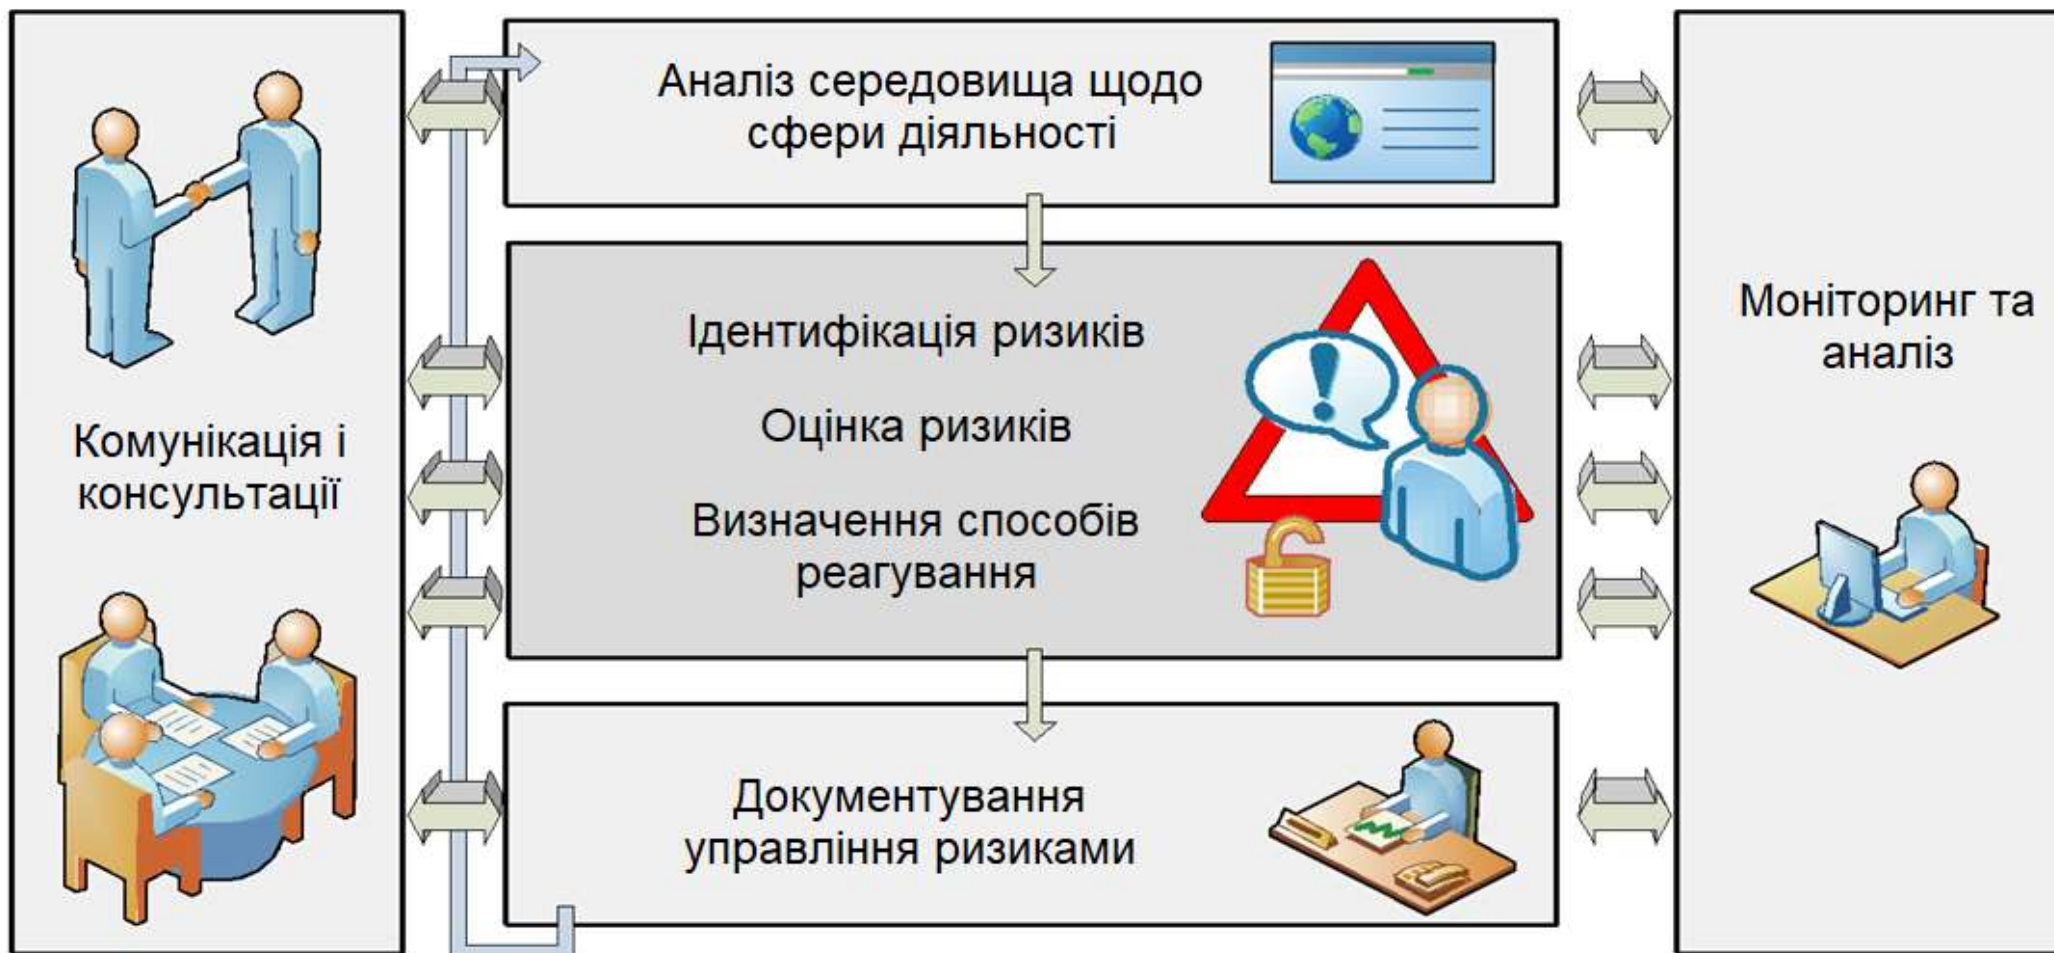 Комунікація і
консультації
Аналіз середовища щодо
сфери діяльності
Ідентифікація ризиків
Оцінка ризиків
Визначення способів
реагування
Документування
управління ризиками
Моніторинг та
аналіз